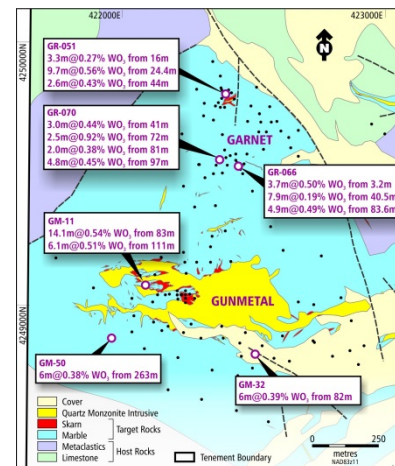 422000E
423000E
4250000N
N
GR-051
3.3m@0.27% WO3 from 16m
9.7m@0.56% WO3 from 24.4m
2.6m@0.43% WO3 from 44m
GR-070
3.0m@0.44% WO3 from 41m
2.5m@0.92% WO3 from 72m
2.0m@0.38% WO3 from 81m
4.8m@0.45% WO3 from 97m
GARNET
GR-066
3.7m@0.50% WO3 from 3.2m
7.9m@0.19% WO3 from 40.5m
4.9m@0.49% WO3 from 83.6m
GM-11
14.1m@0.54% WO3 from 83m
6.1m@0.51% WO3 from 111m
GUNMETAL
4249000N
GM-50
6m@0.38% WO3 from 263m
GM-32
6m@0.39% WO3 from 82m
Cover
Quartz Monzonite Intrusive
Skarn
Marble
Target Rocks
Metaclastics
Limestone
Host Rocks
Tenement Boundary
0 250
metres
NAD83z11